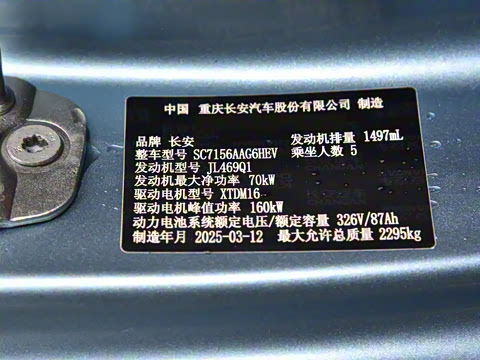 中国 重庆长安汽车股份有限公司 制造
品牌 长安 发动机排量 1497mL
整车型号 SC7156AAG6HEV 乘坐人数 5
发动机型号 JL469Q1
发动机最大净功率 70kW
驱动电机型号 XTDM16
驱动电机峰值功率 160kW
动力电池系统额定电压/额定容量 326V/87Ah
制造年月 2025-03-12 最大允许总质量 2295kg